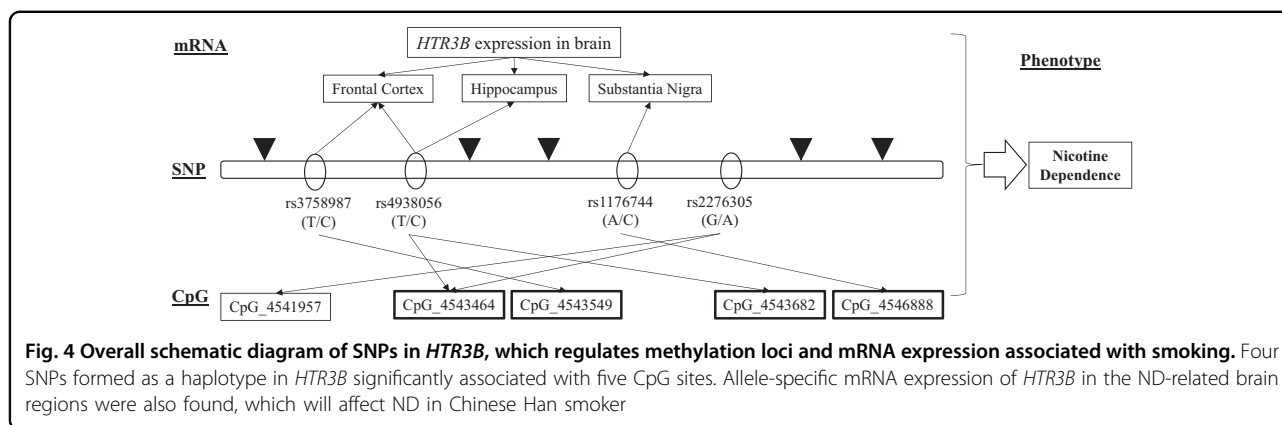 mRNA
HTR3B expression in brain
Phenotype
Frontal Cortex
Hippocampus
Substantia Nigra
SNP
Nicotine
Dependence
rs3758987
(T/C)
rs4938056
(T/C)
rs1176744
(A/C)
rs2276305
(G/A)
CpG
CpG_4541957
CpG_4543464
CpG_4543549
CpG_4543682
CpG_4546888
Fig. 4 Overall schematic diagram of SNPs in HTR3B, which regulates methylation loci and mRNA expression associated with smoking. Four
SNPs formed as a haplotype in HTR3B significantly associated with five CpG sites. Allele-specific mRNA expression of HTR3B in the ND-related brain
regions were also found, which will affect ND in Chinese Han smoker